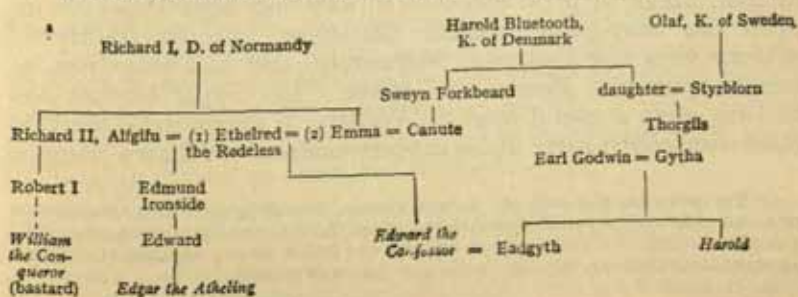 Harold Bluetooth, Olaf, K. of Sweden,
Richard I, D. of Normandy K. of Denmark
Sweyn Forkbeard daughter = Styrbiorn
Richard II, Alfgifu = (1) Ethelred = (2) Emma = Canute Thorgils
the Redeless Earl Godwin = Gytha
Robert I Edmund
Ironside
William Edward Edward the
the Con- Confessor = Eadgyth Harold
queror
(bastard) Edgar the Atheling